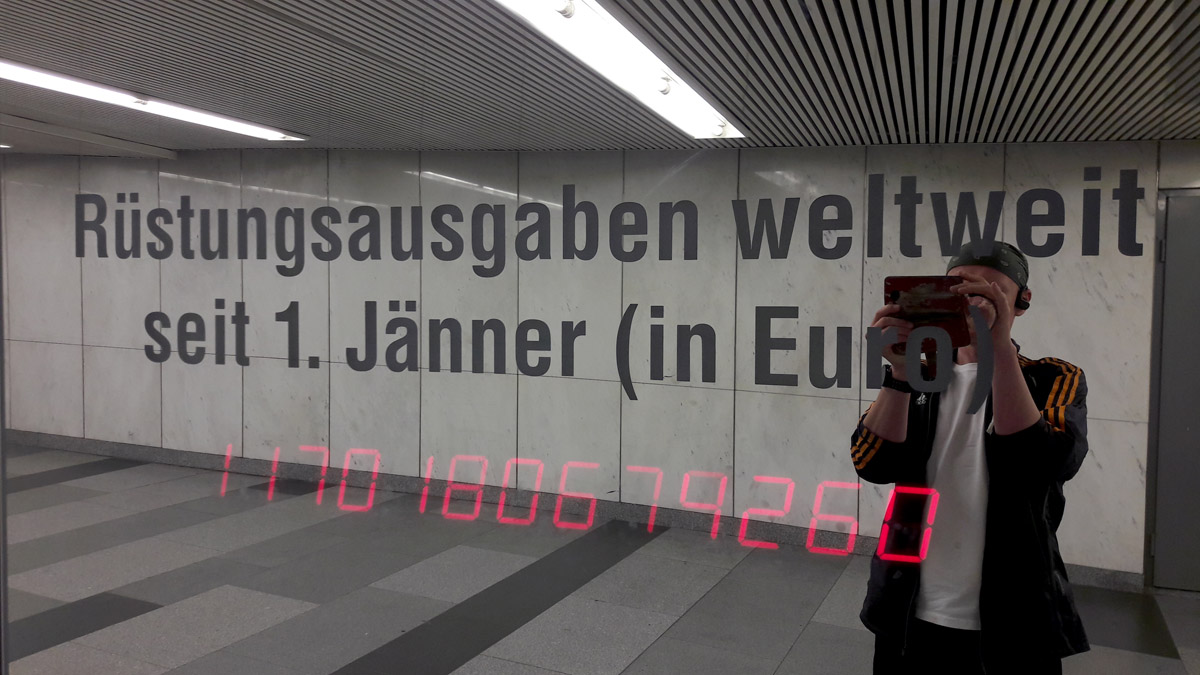 Rüstungsausgaben weltweit
seit 1. Jänner (in Euro)
1170180679260